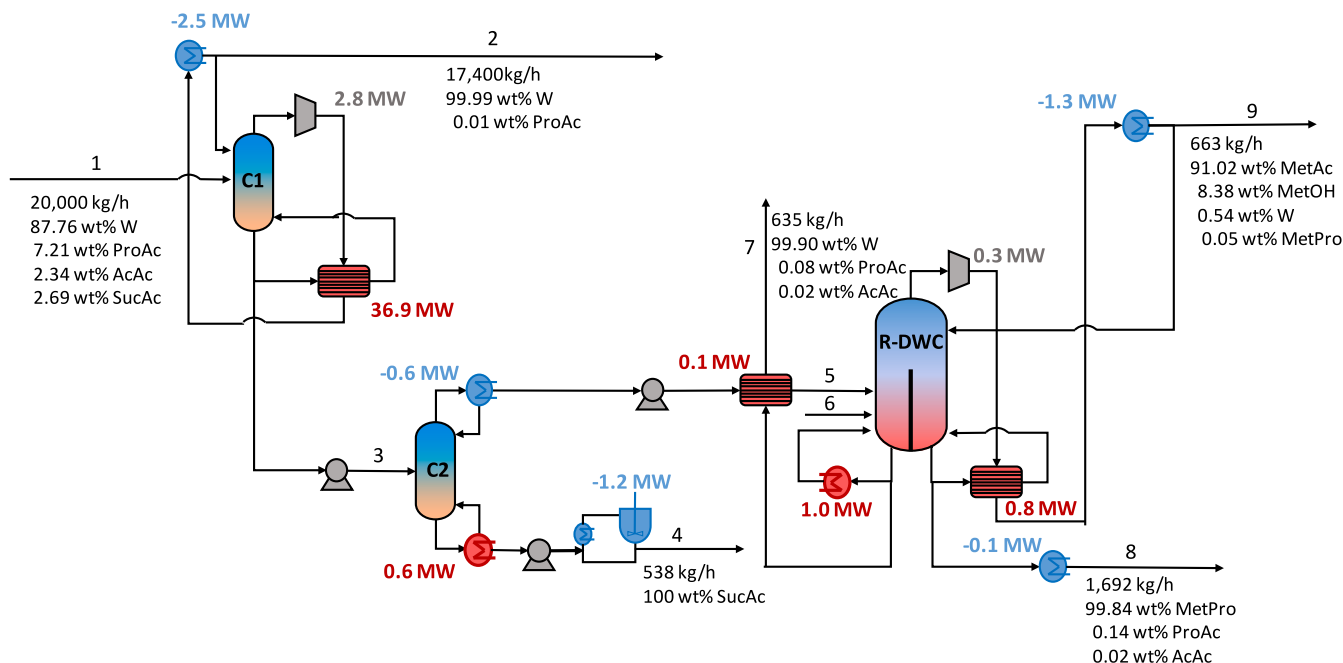 -2.5 MW
2
17,400kg/h
99.99 wt% W
0.01 wt% ProAc
2.8 MW
C1
1
20,000 kg/h
87.76 wt% W
7.21 wt% ProAc
2.34 wt% AcAc
2.69 wt% SucAc
36.9 MW
-1.3 MW
9
663 kg/h
91.02 wt% MetAc
8.38 wt% MetOH
0.54 wt% W
0.05 wt% MetPro
7
635 kg/h
99.90 wt% W
0.08 wt% ProAc
0.02 wt% AcAc
0.3 MW
R-DWC
-0.6 MW
0.1 MW
5
6
3
C2
1.0 MW
0.8 MW
-1.2 MW
0.6 MW
4
538 kg/h
100 wt% SucAc
-0.1 MW
8
1,692 kg/h
99.84 wt% MetPro
0.14 wt% ProAc
0.02 wt% AcAc